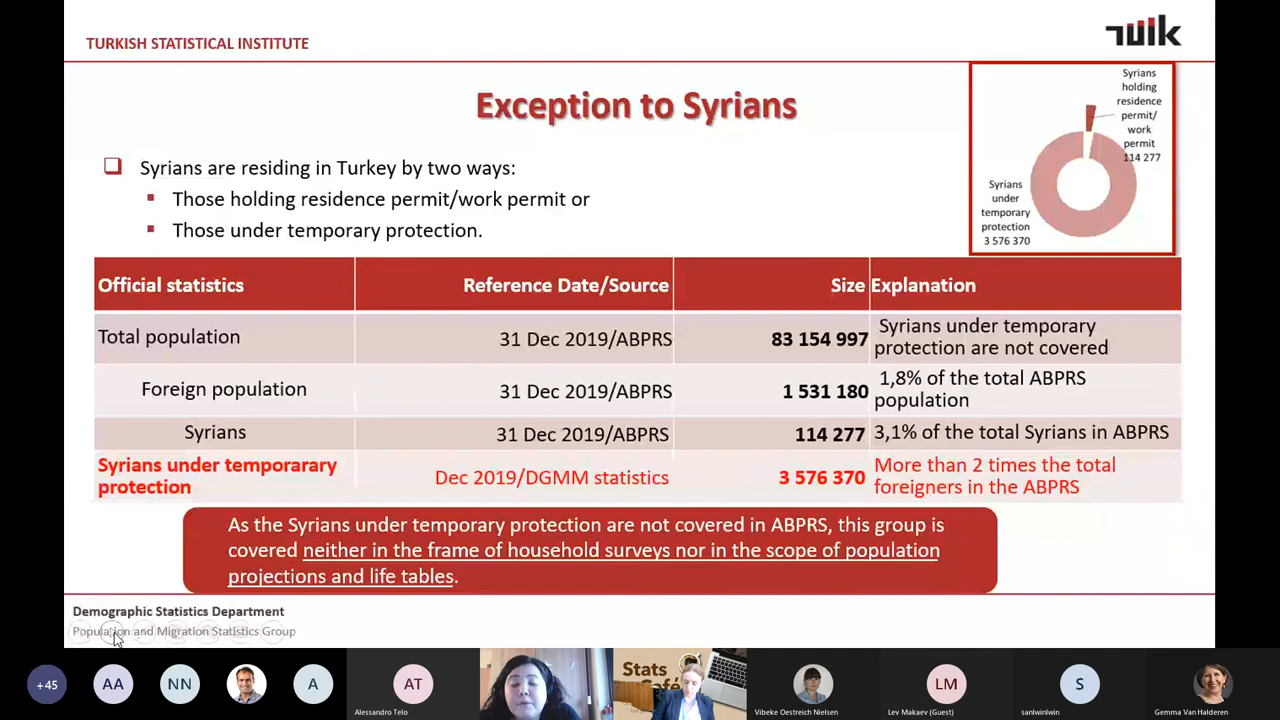 TURKISH STATISTICAL INSTITUTE
TUIK
Exception to Syrians
Syrians
holding
residence
permit/
work
permit
114 277
Syrians
under
temporary
protection
3 576 370
Syrians are residing in Turkey by two ways:
Those holding residence permit/work permit or
Those under temporary protection.
Official statistics Reference Date/Source Size Explanation
Total population 31 Dec 2019/ABPRS 83 154 997 Syrians under temporary
protection are not covered
Foreign population 31 Dec 2019/ABPRS 1 531 180 1,8% of the total ABPRS
population
Syrians 31 Dec 2019/ABPRS 114 277 3,1% of the total Syrians in ABPRS
Syrians under temporarary
protection Dec 2019/DGMM statistics 3 576 370 More than 2 times the total
foreigners in the ABPRS
As the Syrians under temporary protection are not covered in ABPRS, this group is
covered neither in the frame of household surveys nor in the scope of population
projections and life tables.
Demographic Statistics Department
Population and Migration Statistics Group
+45 AA NN A AT LM S
Stats
Café
Alessandro Telo Vibeke Oestreich Nielsen Lev Makaev (Guest) sanlwinlwin Gemma Van Halderen